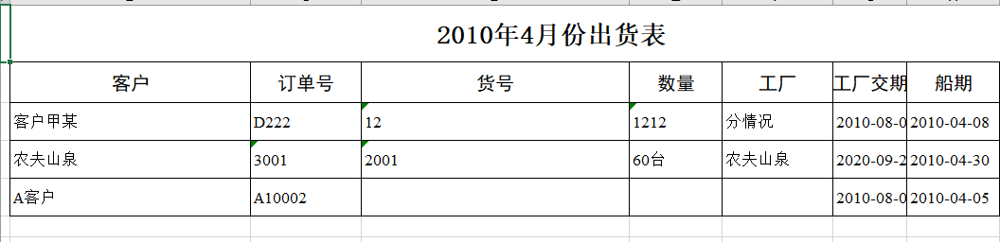 2010年4月份出货表
客户 订单号 货号 数量 工厂 工厂交期 船期
客户甲某 D222 12 1212 分情况 2010-08-0 2010-04-08
农夫山泉 3001 2001 60台 农夫山泉 2020-09-2 2010-04-30
A客户 A10002 2010-08-0 2010-04-05